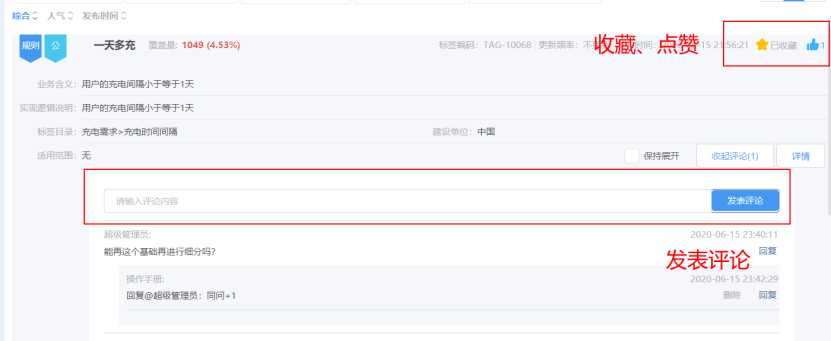 综合 人气 发布时间
规则 公 一天多充 覆盖量: 1049 (4.53%) 标签编码: TAG-10068 更新频率: 不 时间: 15 21:56:21 已收藏 1
收藏、点赞
业务含义: 用户的充电间隔小于等于1天
实现逻辑说明: 用户的充电间隔小于等于1天
标签目录: 充电需求>充电时间间隔 建设单位: 中国
适用范围: 无 保持展开 收起评论(1) 详情
请输入评论内容 发表评论
超级管理员: 2020-06-15 23:40:11
能再这个基础再进行细分吗? 回复
发表评论
操作手册: 2020-06-15 23:42:29
回复@超级管理员: 同问+1 删除 回复